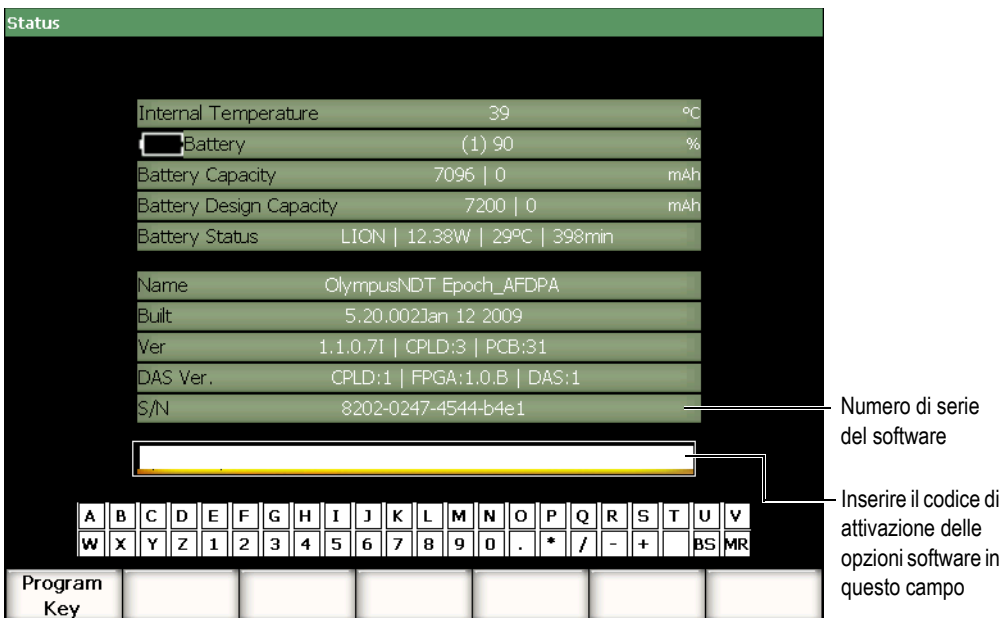 Status
Internal Temperature 39 ºC
Battery (1) 90 %
Battery Capacity 7096 | 0 mAh
Battery Design Capacity 7200 | 0 mAh
Battery Status LION | 12.38W | 29ºC | 398min
Name OlympusNDT Epoch_AFDPA
Built 5.20.002Jan 12 2009
Ver 1.1.0.7I | CPLD:3 | PCB:31
DAS Ver. CPLD:1 | FPGA:1.0.B | DAS:1
S/N 8202-0247-4544-b4e1
Numero di serie
del software
Inserire il codice di
attivazione delle
opzioni software in
questo campo
A B C D E F G H I J K L M N O P Q R S T U V
W X Y Z 1 2 3 4 5 6 7 8 9 0 . * / - + BS MR
Program
Key